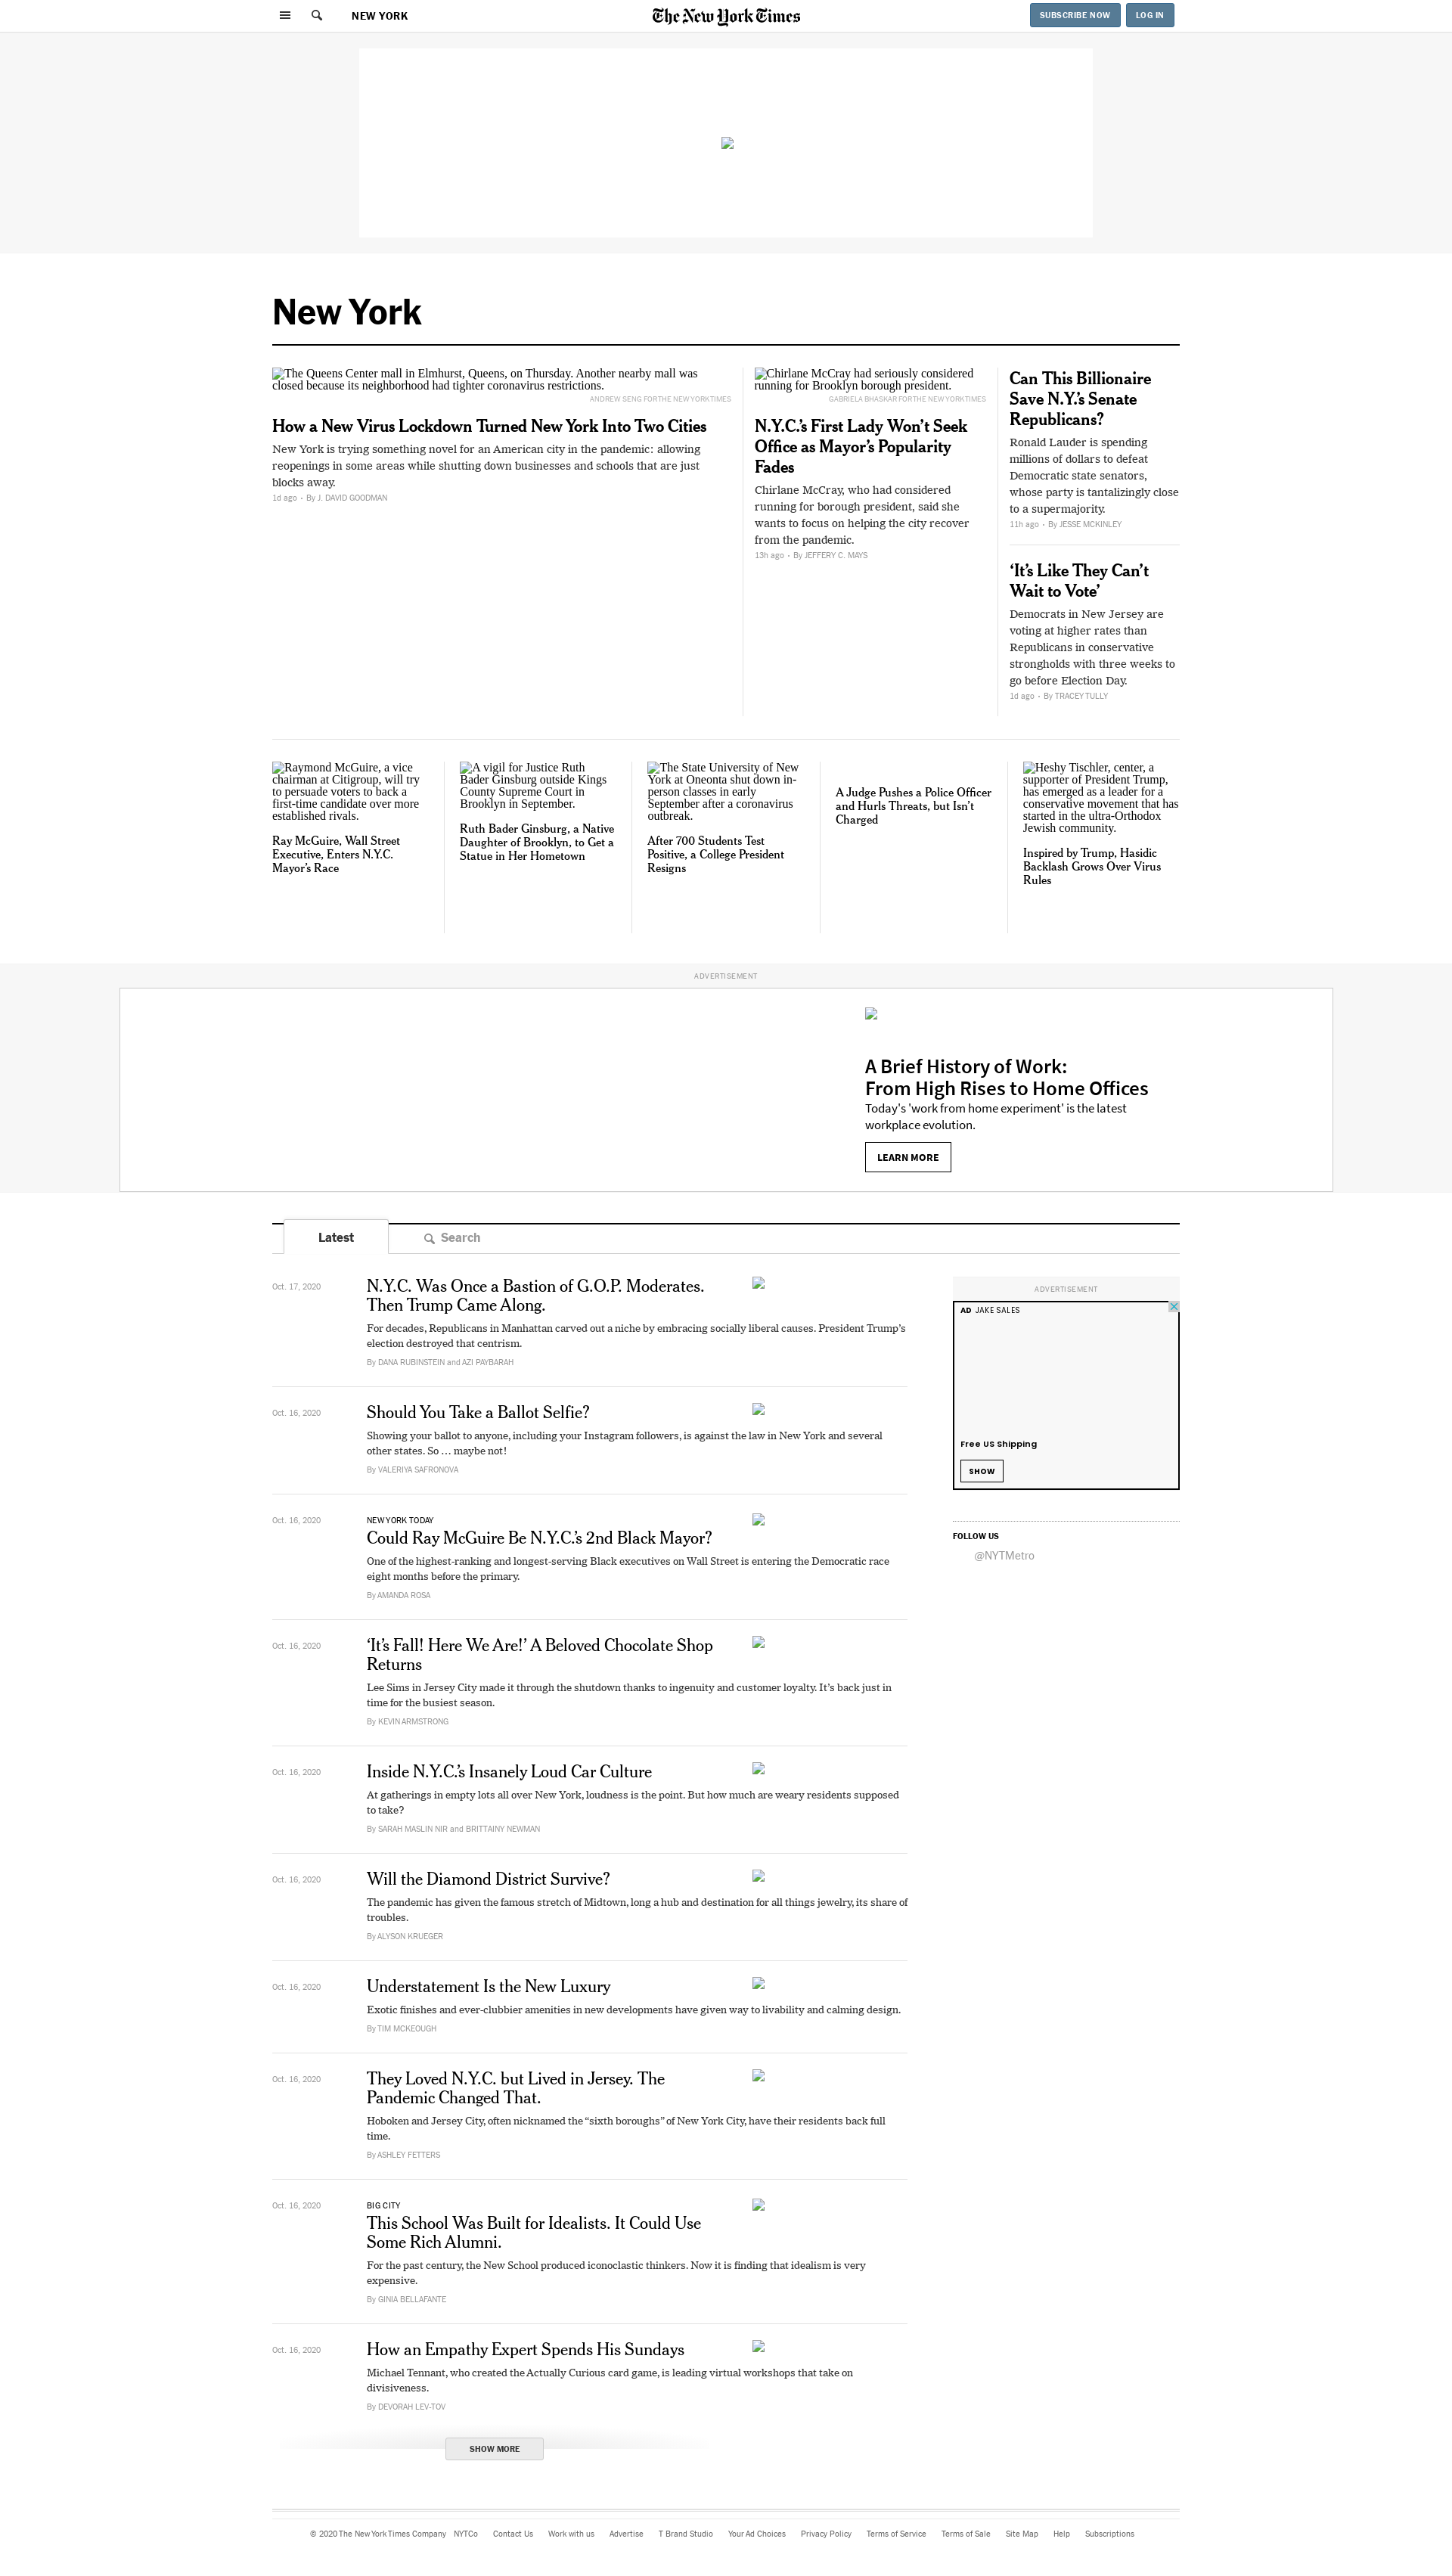 NEW YORK
The New York Times
SUBSCRIBE NOW
LOG IN
New York
The Queens Center mall in Elmhurst, Queens, on Thursday. Another nearby mall was
closed because its neighborhood had tighter coronavirus restrictions.
ANDREW SENG FOR THE NEW YORK TIMES
How a New Virus Lockdown Turned New York Into Two Cities
New York is trying something novel for an American city in the pandemic: allowing
reopenings in some areas while shutting down businesses and schools that are just
blocks away.
1d ago • By J. DAVID GOODMAN
Chirlane McCray had seriously considered
running for Brooklyn borough president.
GABRIELA BHASKAR FOR THE NEW YORK TIMES
N.Y.C.’s First Lady Won’t Seek
Office as Mayor’s Popularity
Fades
Chirlane McCray, who had considered
running for borough president, said she
wants to focus on helping the city recover
from the pandemic.
13h ago • By JEFFERY C. MAYS
Can This Billionaire
Save N.Y.’s Senate
Republicans?
Ronald Lauder is spending
millions of dollars to defeat
Democratic state senators,
whose party is tantalizingly close
to a supermajority.
11h ago • By JESSE MCKINLEY
‘It’s Like They Can’t
Wait to Vote’
Democrats in New Jersey are
voting at higher rates than
Republicans in conservative
strongholds with three weeks to
go before Election Day.
1d ago • By TRACEY TULLY
Raymond McGuire, a vice
chairman at Citigroup, will try
to persuade voters to back a
first-time candidate over more
established rivals.
Ray McGuire, Wall Street
Executive, Enters N.Y.C.
Mayor’s Race
A vigil for Justice Ruth
Bader Ginsburg outside Kings
County Supreme Court in
Brooklyn in September.
Ruth Bader Ginsburg, a Native
Daughter of Brooklyn, to Get a
Statue in Her Hometown
The State University of New
York at Oneonta shut down in-
person classes in early
September after a coronavirus
outbreak.
After 700 Students Test
Positive, a College President
Resigns
A Judge Pushes a Police Officer
and Hurls Threats, but Isn’t
Charged
Heshy Tischler, center, a
supporter of President Trump,
has emerged as a leader for a
conservative movement that has
started in the ultra-Orthodox
Jewish community.
Inspired by Trump, Hasidic
Backlash Grows Over Virus
Rules
ADVERTISEMENT
A Brief History of Work:
From High Rises to Home Offices
Today's 'work from home experiment' is the latest
workplace evolution.
LEARN MORE
Latest
Search
Oct. 17, 2020
N.Y.C. Was Once a Bastion of G.O.P. Moderates.
Then Trump Came Along.
For decades, Republicans in Manhattan carved out a niche by embracing socially liberal causes. President Trump’s
election destroyed that centrism.
By DANA RUBINSTEIN and AZI PAYBARAH
Oct. 16, 2020
Should You Take a Ballot Selfie?
Showing your ballot to anyone, including your Instagram followers, is against the law in New York and several
other states. So … maybe not!
By VALERIYA SAFRONOVA
Oct. 16, 2020
NEW YORK TODAY
Could Ray McGuire Be N.Y.C.’s 2nd Black Mayor?
One of the highest-ranking and longest-serving Black executives on Wall Street is entering the Democratic race
eight months before the primary.
By AMANDA ROSA
Oct. 16, 2020
‘It’s Fall! Here We Are!’ A Beloved Chocolate Shop
Returns
Lee Sims in Jersey City made it through the shutdown thanks to ingenuity and customer loyalty. It’s back just in
time for the busiest season.
By KEVIN ARMSTRONG
Oct. 16, 2020
Inside N.Y.C.’s Insanely Loud Car Culture
At gatherings in empty lots all over New York, loudness is the point. But how much are weary residents supposed
to take?
By SARAH MASLIN NIR and BRITTAINY NEWMAN
Oct. 16, 2020
Will the Diamond District Survive?
The pandemic has given the famous stretch of Midtown, long a hub and destination for all things jewelry, its share of
troubles.
By ALYSON KRUEGER
Oct. 16, 2020
Understatement Is the New Luxury
Exotic finishes and ever-clubbier amenities in new developments have given way to livability and calming design.
By TIM MCKEOUGH
Oct. 16, 2020
They Loved N.Y.C. but Lived in Jersey. The
Pandemic Changed That.
Hoboken and Jersey City, often nicknamed the “sixth boroughs” of New York City, have their residents back full
time.
By ASHLEY FETTERS
Oct. 16, 2020
BIG CITY
This School Was Built for Idealists. It Could Use
Some Rich Alumni.
For the past century, the New School produced iconoclastic thinkers. Now it is finding that idealism is very
expensive.
By GINIA BELLAFANTE
Oct. 16, 2020
How an Empathy Expert Spends His Sundays
Michael Tennant, who created the Actually Curious card game, is leading virtual workshops that take on
divisiveness.
By DEVORAH LEV-TOV
SHOW MORE
ADVERTISEMENT
AD JAKE SALES
Free US Shipping
SHOW
FOLLOW US
@NYTMetro
© 2020 The New York Times Company NYTCo Contact Us Work with us Advertise T Brand Studio Your Ad Choices Privacy Policy Terms of Service Terms of Sale Site Map Help Subscriptions